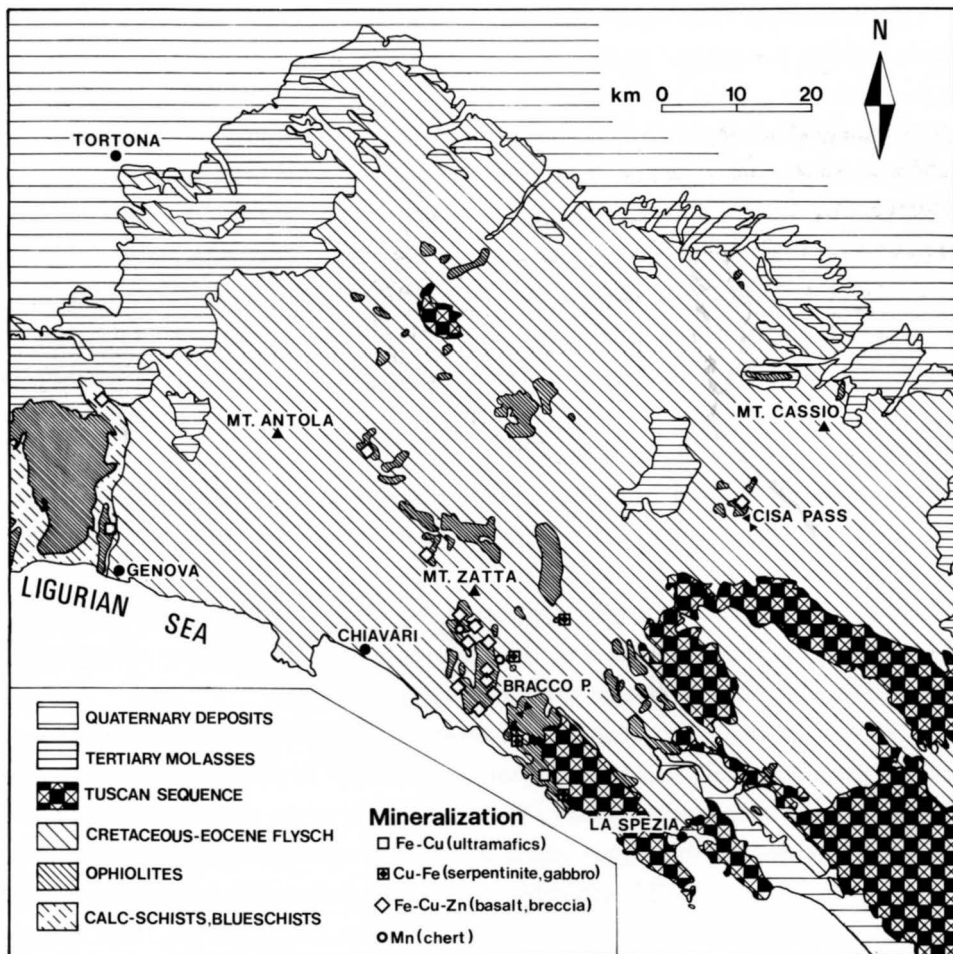 N
km 0 10 20
TORTONA
MT. ANTOLA
MT. CASSIO
CISA PASS
GENOVA
MT. ZATTA
LIGURIAN SEA
CHIAVARI
BRACCO P.
LA SPEZIA
QUATERNARY DEPOSITS
TERTIARY MOLASSES
TUSCAN SEQUENCE
CRETACEOUS-EOCENE FLYSCH
OPHIOLITES
CALC-SCHISTS, BLUESCHISTS
Mineralization
Fe-Cu (ultramafics)
Cu-Fe (serpentinite, gabbro)
Fe-Cu-Zn (basalt, breccia)
Mn (chert)